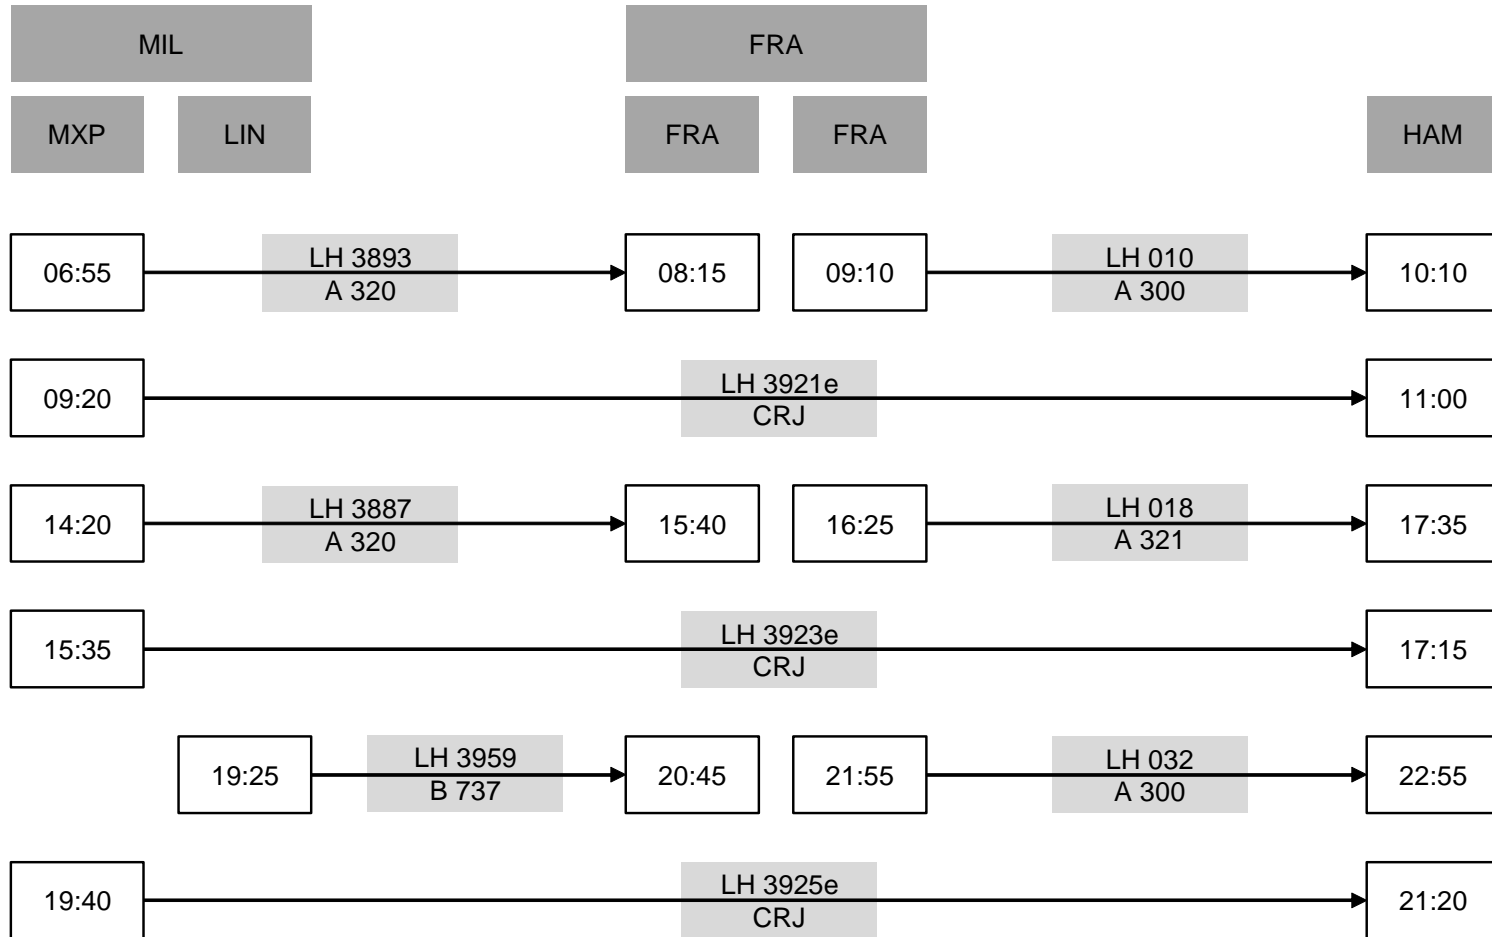 MIL
FRA
MXP
LIN
FRA
FRA
HAM
06:55
LH 3893
A 320
08:15
09:10
LH 010
A 300
10:10
09:20
LH 3921e
CRJ
11:00
14:20
LH 3887
A 320
15:40
16:25
LH 018
A 321
17:35
15:35
LH 3923e
CRJ
17:15
19:25
LH 3959
B 737
20:45
21:55
LH 032
A 300
22:55
19:40
LH 3925e
CRJ
21:20